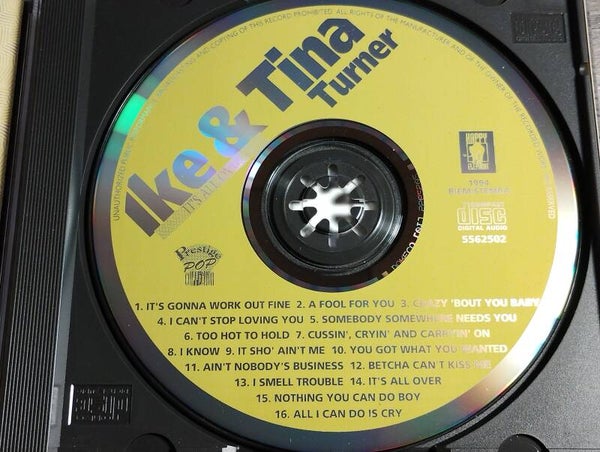 Ike & Tina
Turner
IT'S ALL OVER
HAPPY
ELEPHANT
1994
BIEM/STEMRA
COMPACT
disc
DIGITAL AUDIO
5562502
Prestige
POP
1. IT'S GONNA WORK OUT FINE 2. A FOOL FOR YOU 3. CRAZY 'BOUT YOU BABY
4. I CAN'T STOP LOVING YOU 5. SOMEBODY SOMEWHERE NEEDS YOU
6. TOO HOT TO HOLD 7. CUSSIN', CRYIN' AND CARRYIN' ON
8. I KNOW 9. IT SHO' AIN'T ME 10. YOU GOT WHAT YOU WANTED
11. AIN'T NOBODY'S BUSINESS 12. BETCHA CAN'T KISS ME
13. I SMELL TROUBLE 14. IT'S ALL OVER
15. NOTHING YOU CAN DO BOY
16. ALL I CAN DO IS CRY